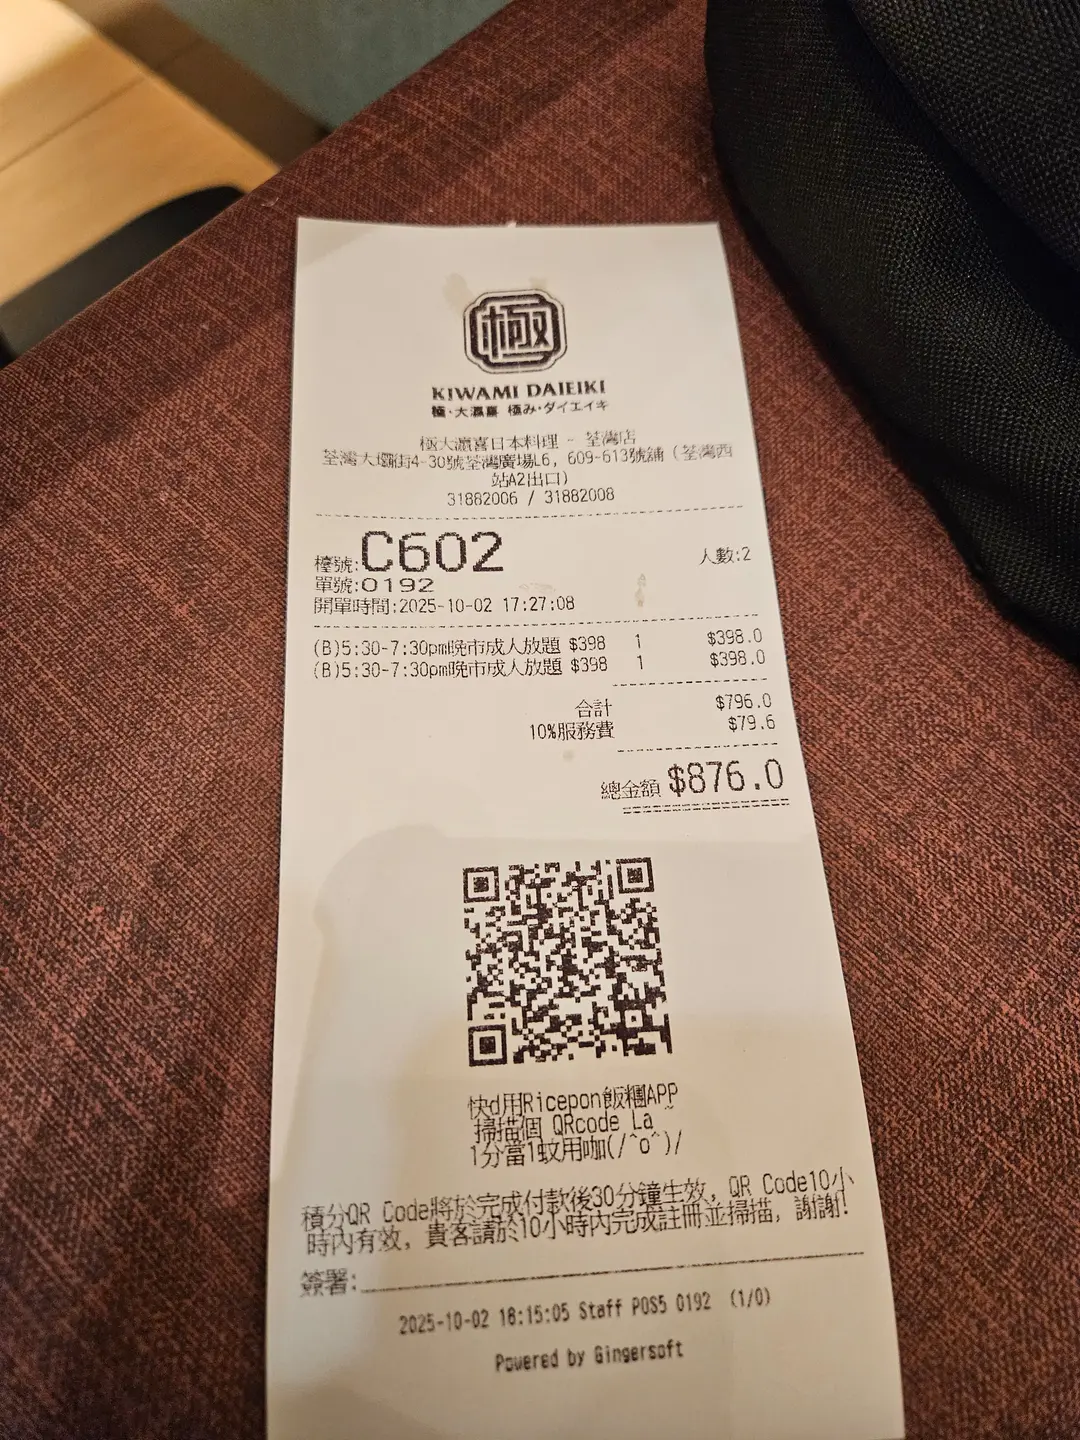 極
KIWAMI DAIEIKI
極・大瀛喜 極み・ダイエイキ
極大瀛喜日本料理 - 荃灣店
荃灣大壩街4-30號荃灣廣場L6, 609-613號舖 (荃灣西
站A2出口)
31882006 / 31882008
檯號:C602 人數:2
單號:0192
開單時間:2025-10-02 17:27:08
(B)5:30-7:30pm晚市成人放題 $398 1 $398.0
(B)5:30-7:30pm晚市成人放題 $398 1 $398.0
合計 $796.0
10%服務費 $79.6
總金額 $876.0
快d用Ricepon飯糰APP
掃描個 QRcode La~
1分當1蚊用咖(/^o^)/
積分QR Code將於完成付款後30分鐘生效, QR Code10小
時內有效, 貴客請於10小時內完成註冊並掃描, 謝謝!
簽署:
2025-10-02 18:15:05 Staff POS5 0192 (1/0)
Powered by Gingersoft